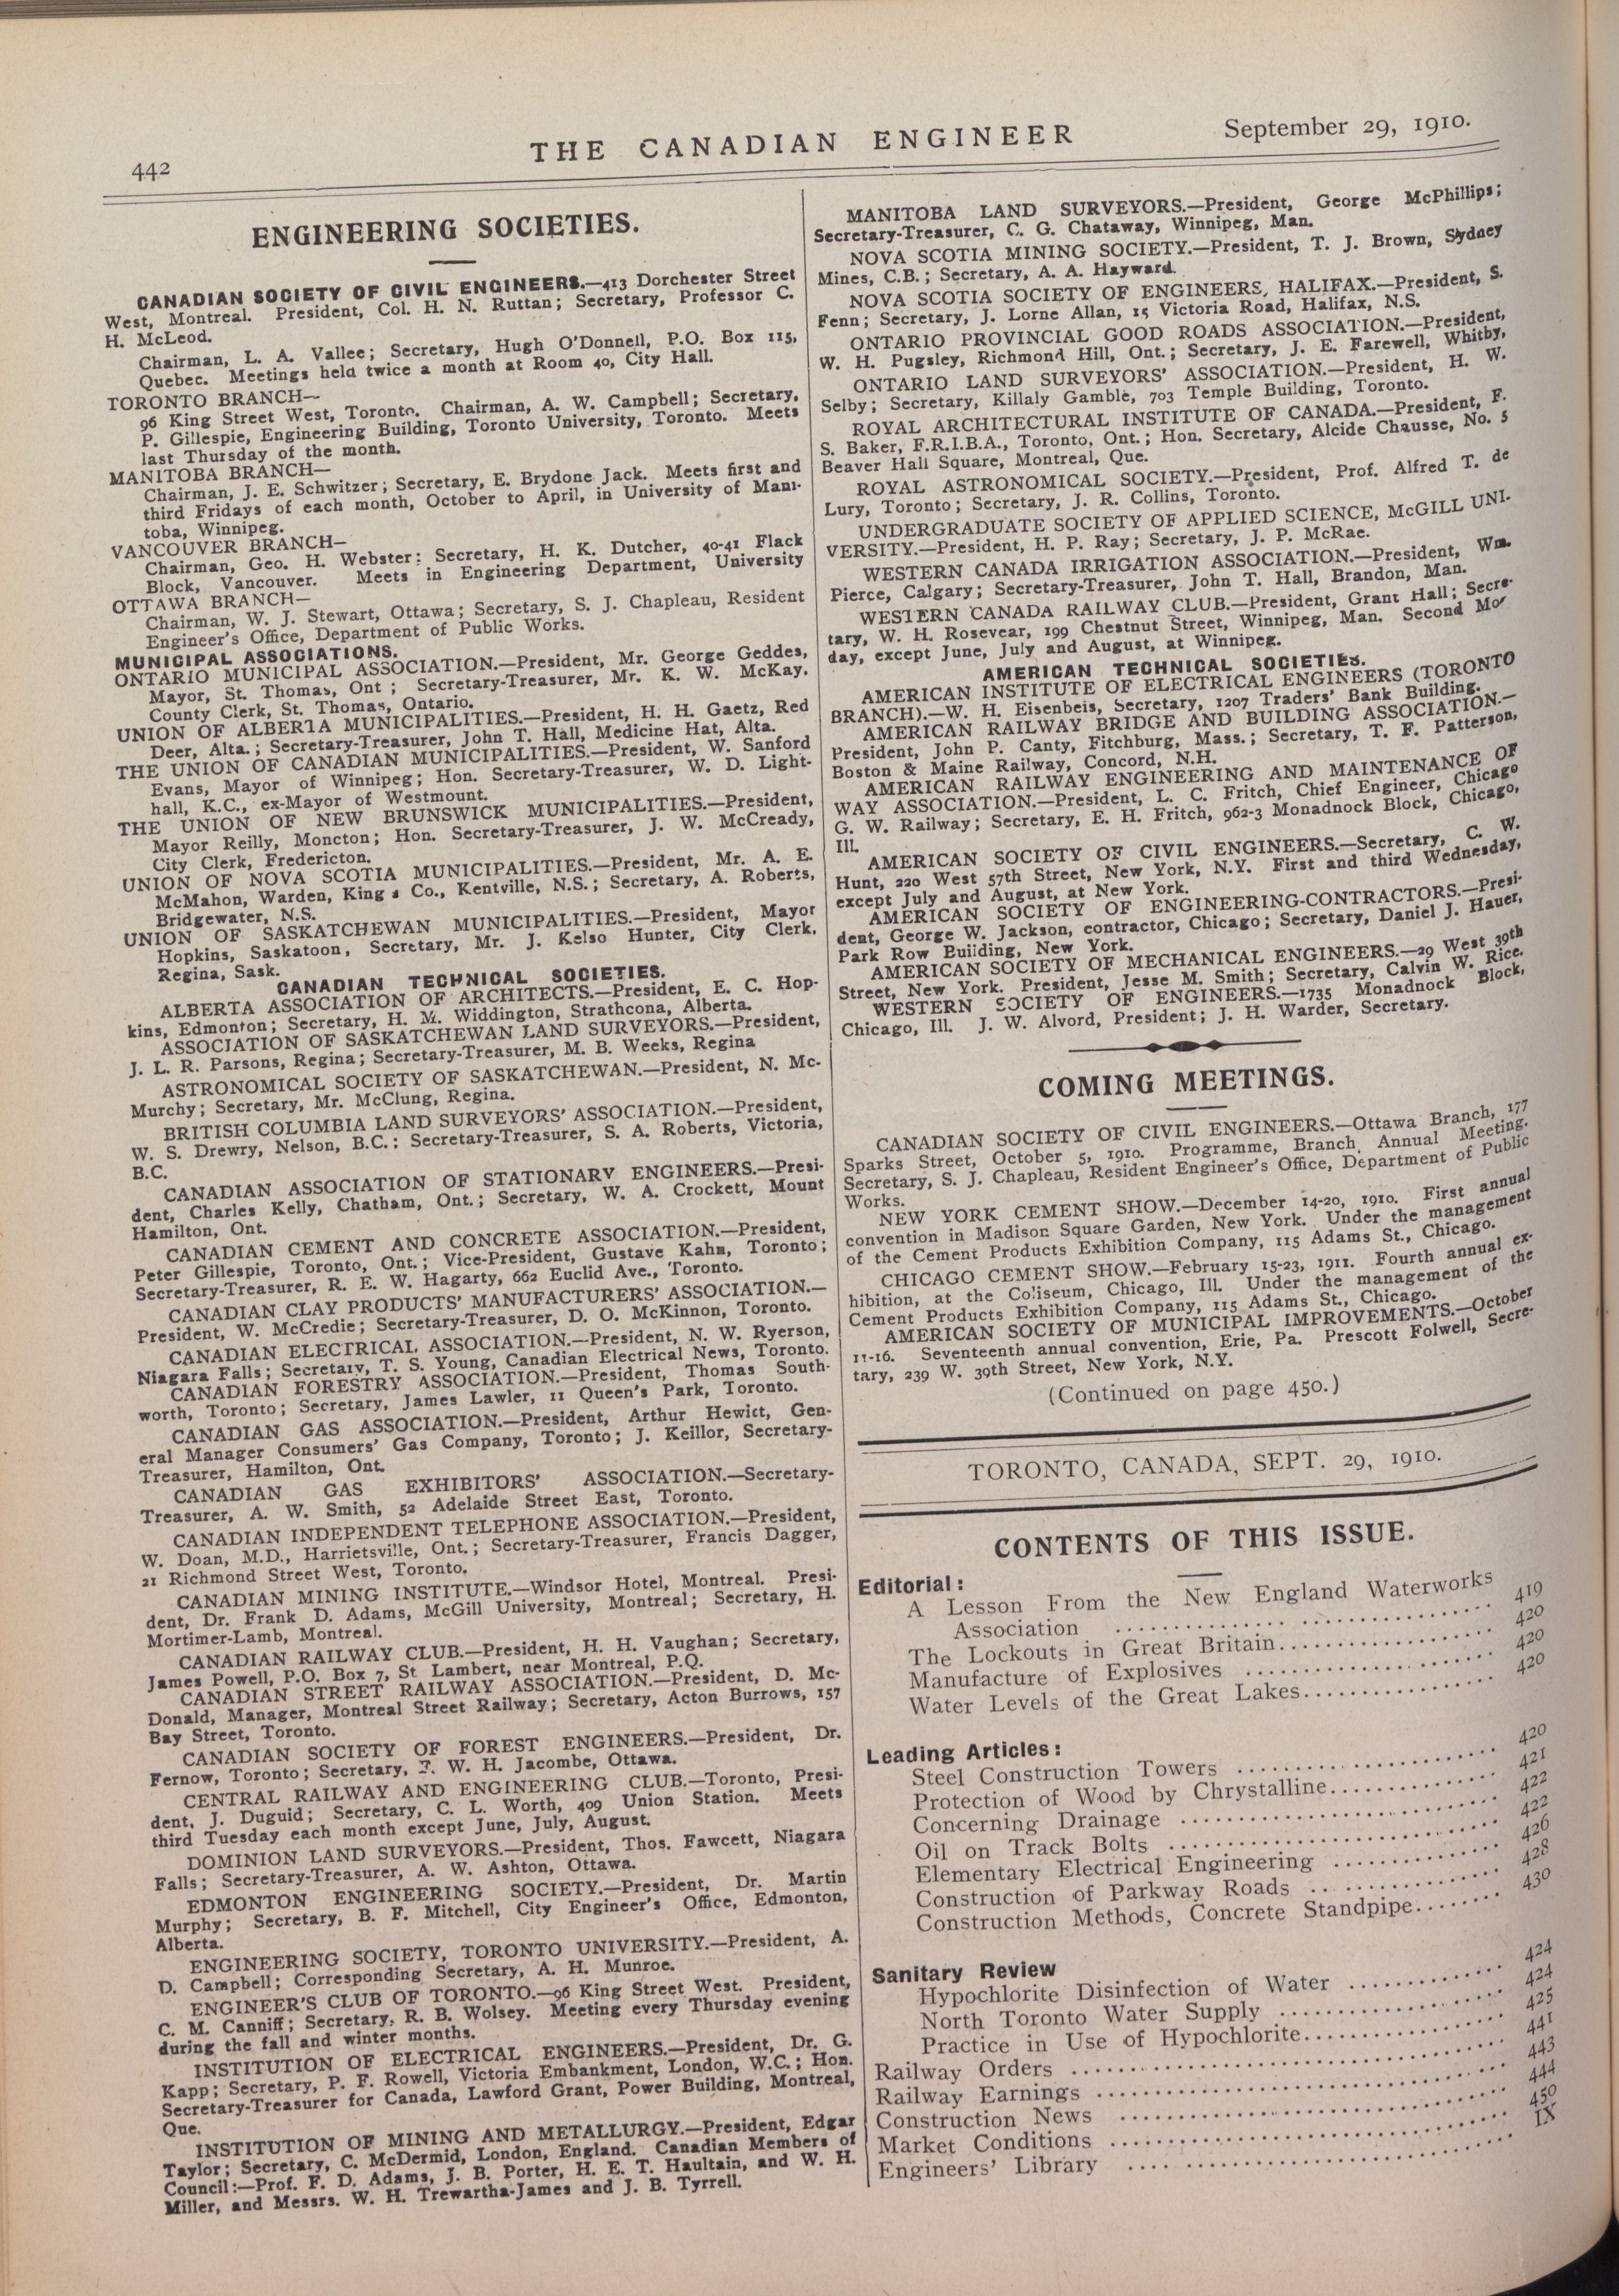 442
THE CANADIAN ENGINEER
September 29, 1910.
ENGINEERING SOCIETIES.
CANADIAN SOCIETY OF CIVIL ENGINEERS.—413 Dorchester Street
West, Montreal. President, Col. H. N. Ruttan; Secretary, Professor C.
H. McLeod.
Chairman, L. A. Vallee; Secretary, Hugh O'Donnell, P.O. Box 115,
Quebec. Meetings held twice a month at Room 40, City Hall.
TORONTO BRANCH—
96 King Street West, Toronto. Chairman, A. W. Campbell; Secretary,
P. Gillespie, Engineering Building, Toronto University, Toronto. Meets
last Thursday of the month.
MANITOBA BRANCH—
Chairman, J. E. Schwitzer; Secretary, E. Brydone Jack. Meets first and
third Fridays of each month, October to April, in University of Mani-
toba, Winnipeg.
VANCOUVER BRANCH—
Chairman, Geo. H. Webster; Secretary, H. K. Dutcher, 40-41 Flack
Block, Vancouver. Meets in Engineering Department, University
OTTAWA BRANCH—
Chairman, W. J. Stewart, Ottawa; Secretary, S. J. Chapleau, Resident
Engineer's Office, Department of Public Works.
MUNICIPAL ASSOCIATIONS.
ONTARIO MUNICIPAL ASSOCIATION.—President, Mr. George Geddes,
Mayor, St. Thomas, Ont ; Secretary-Treasurer, Mr. K. W. McKay,
County Clerk, St. Thomas, Ontario.
UNION OF ALBERTA MUNICIPALITIES.—President, H. H. Gaetz, Red
Deer, Alta.; Secretary-Treasurer, John T. Hall, Medicine Hat, Alta.
THE UNION OF CANADIAN MUNICIPALITIES.—President, W. Sanford
Evans, Mayor of Winnipeg; Hon. Secretary-Treasurer, W. D. Light-
hall, K.C., ex-Mayor of Westmount.
THE UNION OF NEW BRUNSWICK MUNICIPALITIES.—President,
Mayor Reilly, Moncton; Hon. Secretary-Treasurer, J. W. McCready,
City Clerk, Fredericton.
UNION OF NOVA SCOTIA MUNICIPALITIES.—President, Mr. A. E.
McMahon, Warden, King s Co., Kentville, N.S.; Secretary, A. Roberts,
Bridgewater, N.S.
UNION OF SASKATCHEWAN MUNICIPALITIES.—President, Mayor
Hopkins, Saskatoon, Secretary, Mr. J. Kelso Hunter, City Clerk,
Regina, Sask.
CANADIAN TECHNICAL SOCIETIES.
ALBERTA ASSOCIATION OF ARCHITECTS.—President, E. C. Hop-
kins, Edmonton; Secretary, H. M. Widdington, Strathcona, Alberta.
ASSOCIATION OF SASKATCHEWAN LAND SURVEYORS.—President,
J. L. R. Parsons, Regina; Secretary-Treasurer, M. B. Weeks, Regina
ASTRONOMICAL SOCIETY OF SASKATCHEWAN.—President, N. Mc-
Murchy; Secretary, Mr. McClung, Regina.
BRITISH COLUMBIA LAND SURVEYORS' ASSOCIATION.—President,
W. S. Drewry, Nelson, B.C.; Secretary-Treasurer, S. A. Roberts, Victoria,
B.C.
CANADIAN ASSOCIATION OF STATIONARY ENGINEERS.—Presi-
dent, Charles Kelly, Chatham, Ont.; Secretary, W. A. Crockett, Mount
Hamilton, Ont.
CANADIAN CEMENT AND CONCRETE ASSOCIATION.—President,
Peter Gillespie, Toronto, Ont.; Vice-President, Gustave Kahn, Toronto;
Secretary-Treasurer, R. E. W. Hagarty, 662 Euclid Ave., Toronto.
CANADIAN CLAY PRODUCTS' MANUFACTURERS' ASSOCIATION.—
President, W. McCredie; Secretary-Treasurer, D. O. McKinnon, Toronto.
CANADIAN ELECTRICAL ASSOCIATION.—President, N. W. Ryerson,
Niagara Falls; Secretary, T. S. Young, Canadian Electrical News, Toronto.
CANADIAN FORESTRY ASSOCIATION.—President, Thomas South-
worth, Toronto; Secretary, James Lawler, 11 Queen's Park, Toronto.
CANADIAN GAS ASSOCIATION.—President, Arthur Hewict, Gen-
eral Manager Consumers' Gas Company, Toronto; J. Keillor, Secretary-
Treasurer, Hamilton, Ont.
CANADIAN GAS EXHIBITORS' ASSOCIATION.—Secretary-
Treasurer, A. W. Smith, 52 Adelaide Street East, Toronto.
CANADIAN INDEPENDENT TELEPHONE ASSOCIATION.—President,
W. Doan, M.D., Harrietsville, Ont.; Secretary-Treasurer, Francis Dagger,
21 Richmond Street West, Toronto.
CANADIAN MINING INSTITUTE.—Windsor Hotel, Montreal. Presi-
dent, Dr. Frank D. Adams, McGill University, Montreal; Secretary, H.
Mortimer-Lamb, Montreal.
CANADIAN RAILWAY CLUB.—President, H. H. Vaughan; Secretary,
James Powell, P.O. Box 7, St Lambert, near Montreal, P.Q.
CANADIAN STREET RAILWAY ASSOCIATION.—President, D. Mc-
Donald, Manager, Montreal Street Railway; Secretary, Acton Burrows, 157
Bay Street, Toronto.
CANADIAN SOCIETY OF FOREST ENGINEERS.—President, Dr.
Fernow, Toronto; Secretary, F. W. H. Jacombe, Ottawa.
CENTRAL RAILWAY AND ENGINEERING CLUB.—Toronto, Presi-
dent, J. Duguid; Secretary, C. L. Worth, 409 Union Station. Meets
third Tuesday each month except June, July, August.
DOMINION LAND SURVEYORS.—President, Thos. Fawcett, Niagara
Falls; Secretary-Treasurer, A. W. Ashton, Ottawa.
EDMONTON ENGINEERING SOCIETY.—President, Dr. Martin
Murphy; Secretary, B. F. Mitchell, City Engineer's Office, Edmonton,
Alberta.
ENGINEERING SOCIETY, TORONTO UNIVERSITY.—President, A.
D. Campbell; Corresponding Secretary, A. H. Munroe.
ENGINEER'S CLUB OF TORONTO.—96 King Street West. President,
C. M. Canniff; Secretary, R. B. Wolsey. Meeting every Thursday evening
during the fall and winter months.
INSTITUTION OF ELECTRICAL ENGINEERS.—President, Dr. G.
Kapp; Secretary, P. F. Rowell, Victoria Embankment, London, W.C.; Hon.
Secretary-Treasurer for Canada, Lawford Grant, Power Building, Montreal,
Que.
INSTITUTION OF MINING AND METALLURGY.—President, Edgar
Taylor; Secretary, C. McDermid, London, England. Canadian Members of
Council:—Prof. F. D. Adams, J. B. Porter, H. E. T. Haultain, and W. H.
Miller, and Messrs. W. H. Trewartha-James and J. B. Tyrrell.
MANITOBA LAND SURVEYORS.—President, George McPhillips;
Secretary-Treasurer, C. G. Chataway, Winnipeg, Man.
NOVA SCOTIA MINING SOCIETY.—President, T. J. Brown, Sydney
Mines, C.B.; Secretary, A. A. Hayward.
NOVA SCOTIA SOCIETY OF ENGINEERS, HALIFAX.—President, S.
Fenn; Secretary, J. Lorne Allan, 15 Victoria Road, Halifax, N.S.
ONTARIO PROVINCIAL GOOD ROADS ASSOCIATION.—President,
W. H. Pugsley, Richmond Hill, Ont.; Secretary, J. E. Farewell, Whitby,
ONTARIO LAND SURVEYORS' ASSOCIATION.—President, H. W.
Selby; Secretary, Killaly Gamble, 703 Temple Building, Toronto.
ROYAL ARCHITECTURAL INSTITUTE OF CANADA.—President, F.
S. Baker, F.R.I.B.A., Toronto, Ont.; Hon. Secretary, Alcide Chausse, No. 5
Beaver Hall Square, Montreal, Que.
ROYAL ASTRONOMICAL SOCIETY.—President, Prof. Alfred T. de
Lury, Toronto; Secretary, J. R. Collins, Toronto.
UNDERGRADUATE SOCIETY OF APPLIED SCIENCE, McGILL UNI-
VERSITY.—President, H. P. Ray; Secretary, J. P. McRae.
WESTERN CANADA IRRIGATION ASSOCIATION.—President, Wm.
Pierce, Calgary; Secretary-Treasurer, John T. Hall, Brandon, Man.
WESTERN CANADA RAILWAY CLUB.—President, Grant Hall; Secre-
tary, W. H. Rosevear, 199 Chestnut Street, Winnipeg, Man. Second Mo
day, except June, July and August, at Winnipeg.
AMERICAN TECHNICAL SOCIETIES.
AMERICAN INSTITUTE OF ELECTRICAL ENGINEERS (TORONTO
BRANCH).—W. H. Eisenbeis, Secretary, 1207 Traders' Bank Building.
AMERICAN RAILWAY BRIDGE AND BUILDING ASSOCIATION.—
President, John P. Canty, Fitchburg, Mass.; Secretary, T. F. Patterson,
Boston & Maine Railway, Concord, N.H.
AMERICAN RAILWAY ENGINEERING AND MAINTENANCE OF
WAY ASSOCIATION.—President, L. C. Fritch, Chief Engineer, Chicago
G. W. Railway; Secretary, E. H. Fritch, 962-3 Monadnock Block, Chicago,
Ill.
AMERICAN SOCIETY OF CIVIL ENGINEERS.—Secretary, C. W.
Hunt, 220 West 57th Street, New York, N.Y. First and third Wednesday,
except July and August, at New York.
AMERICAN SOCIETY OF ENGINEERING-CONTRACTORS.—Presi-
dent, George W. Jackson, contractor, Chicago; Secretary, Daniel J. Hauer,
Park Row Building, New York.
AMERICAN SOCIETY OF MECHANICAL ENGINEERS.—29 West 39th
Street, New York. President, Jesse M. Smith; Secretary, Calvin W. Rice.
WESTERN SOCIETY OF ENGINEERS.—1735 Monadnock Block,
Chicago, Ill. J. W. Alvord, President; J. H. Warder, Secretary.
COMING MEETINGS.
CANADIAN SOCIETY OF CIVIL ENGINEERS.—Ottawa Branch, 177
Sparks Street, October 5, 1910. Programme, Branch Annual Meeting.
Secretary, S. J. Chapleau, Resident Engineer's Office, Department of Public
Works.
NEW YORK CEMENT SHOW.—December 14-20, 1910. First annual
convention in Madison Square Garden, New York. Under the management
of the Cement Products Exhibition Company, 115 Adams St., Chicago.
CHICAGO CEMENT SHOW.—February 15-23, 1911. Fourth annual ex-
hibition, at the Coliseum, Chicago, Ill. Under the management of the
Cement Products Exhibition Company, 115 Adams St., Chicago.
AMERICAN SOCIETY OF MUNICIPAL IMPROVEMENTS.—October
11-16. Seventeenth annual convention, Erie, Pa. Prescott Folwell, Secre-
tary, 239 W. 39th Street, New York, N.Y.
(Continued on page 450.)
TORONTO, CANADA, SEPT. 29, 1910.
CONTENTS OF THIS ISSUE.
Editorial:
A Lesson From the New England Waterworks
Association .......... 419
The Lockouts in Great Britain.......... 420
Manufacture of Explosives .......... 420
Water Levels of the Great Lakes.......... 420
Leading Articles:
Steel Construction Towers .......... 420
Protection of Wood by Chrystalline.......... 421
Concerning Drainage .......... 422
Oil on Track Bolts .......... 422
Elementary Electrical Engineering .......... 426
Construction of Parkway Roads .......... 428
Construction Methods, Concrete Standpipe.......... 430
Sanitary Review
Hypochlorite Disinfection of Water .......... 424
North Toronto Water Supply .......... 424
Practice in Use of Hypochlorite.......... 425
Railway Orders .......... 441
Railway Earnings .......... 443
Construction News .......... 444
Market Conditions .......... 450
Engineers' Library .......... IX